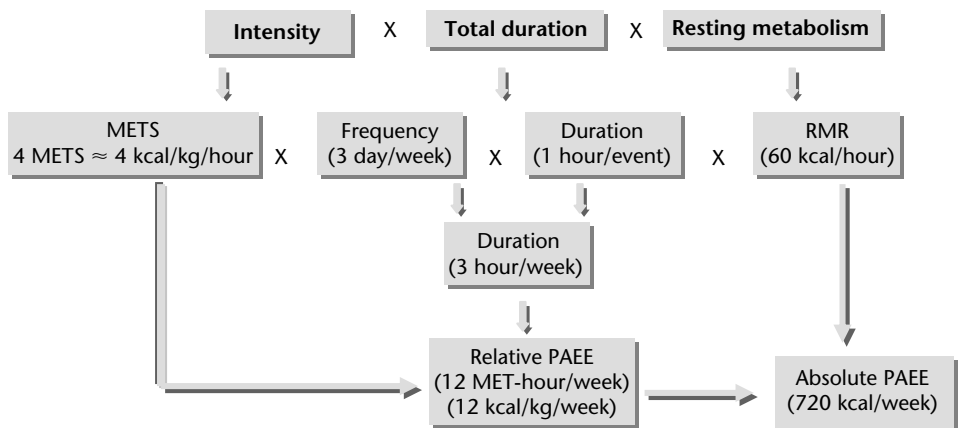 Intensity X Total duration X Resting metabolism
METS
4 METS ≈ 4 kcal/kg/hour
X
Frequency
(3 day/week)
X
Duration
(1 hour/event)
X
RMR
(60 kcal/hour)
Duration
(3 hour/week)
Relative PAEE
(12 MET-hour/week)
(12 kcal/kg/week)
Absolute PAEE
(720 kcal/week)